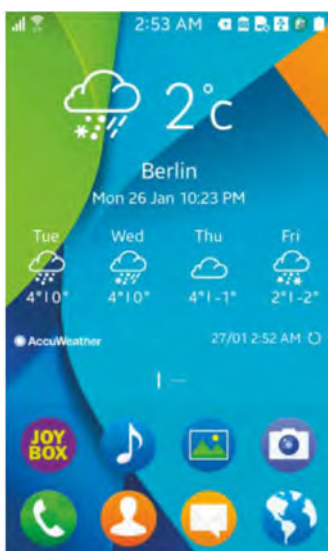 2:53 AM
2°c
Berlin
Mon 26 Jan 10:23 PM
Tue Wed Thu Fri
4°|0° 4°|0° 4°|-1° 2°|-2°
AccuWeather 27/01 2:52 AM
JOY
BOX